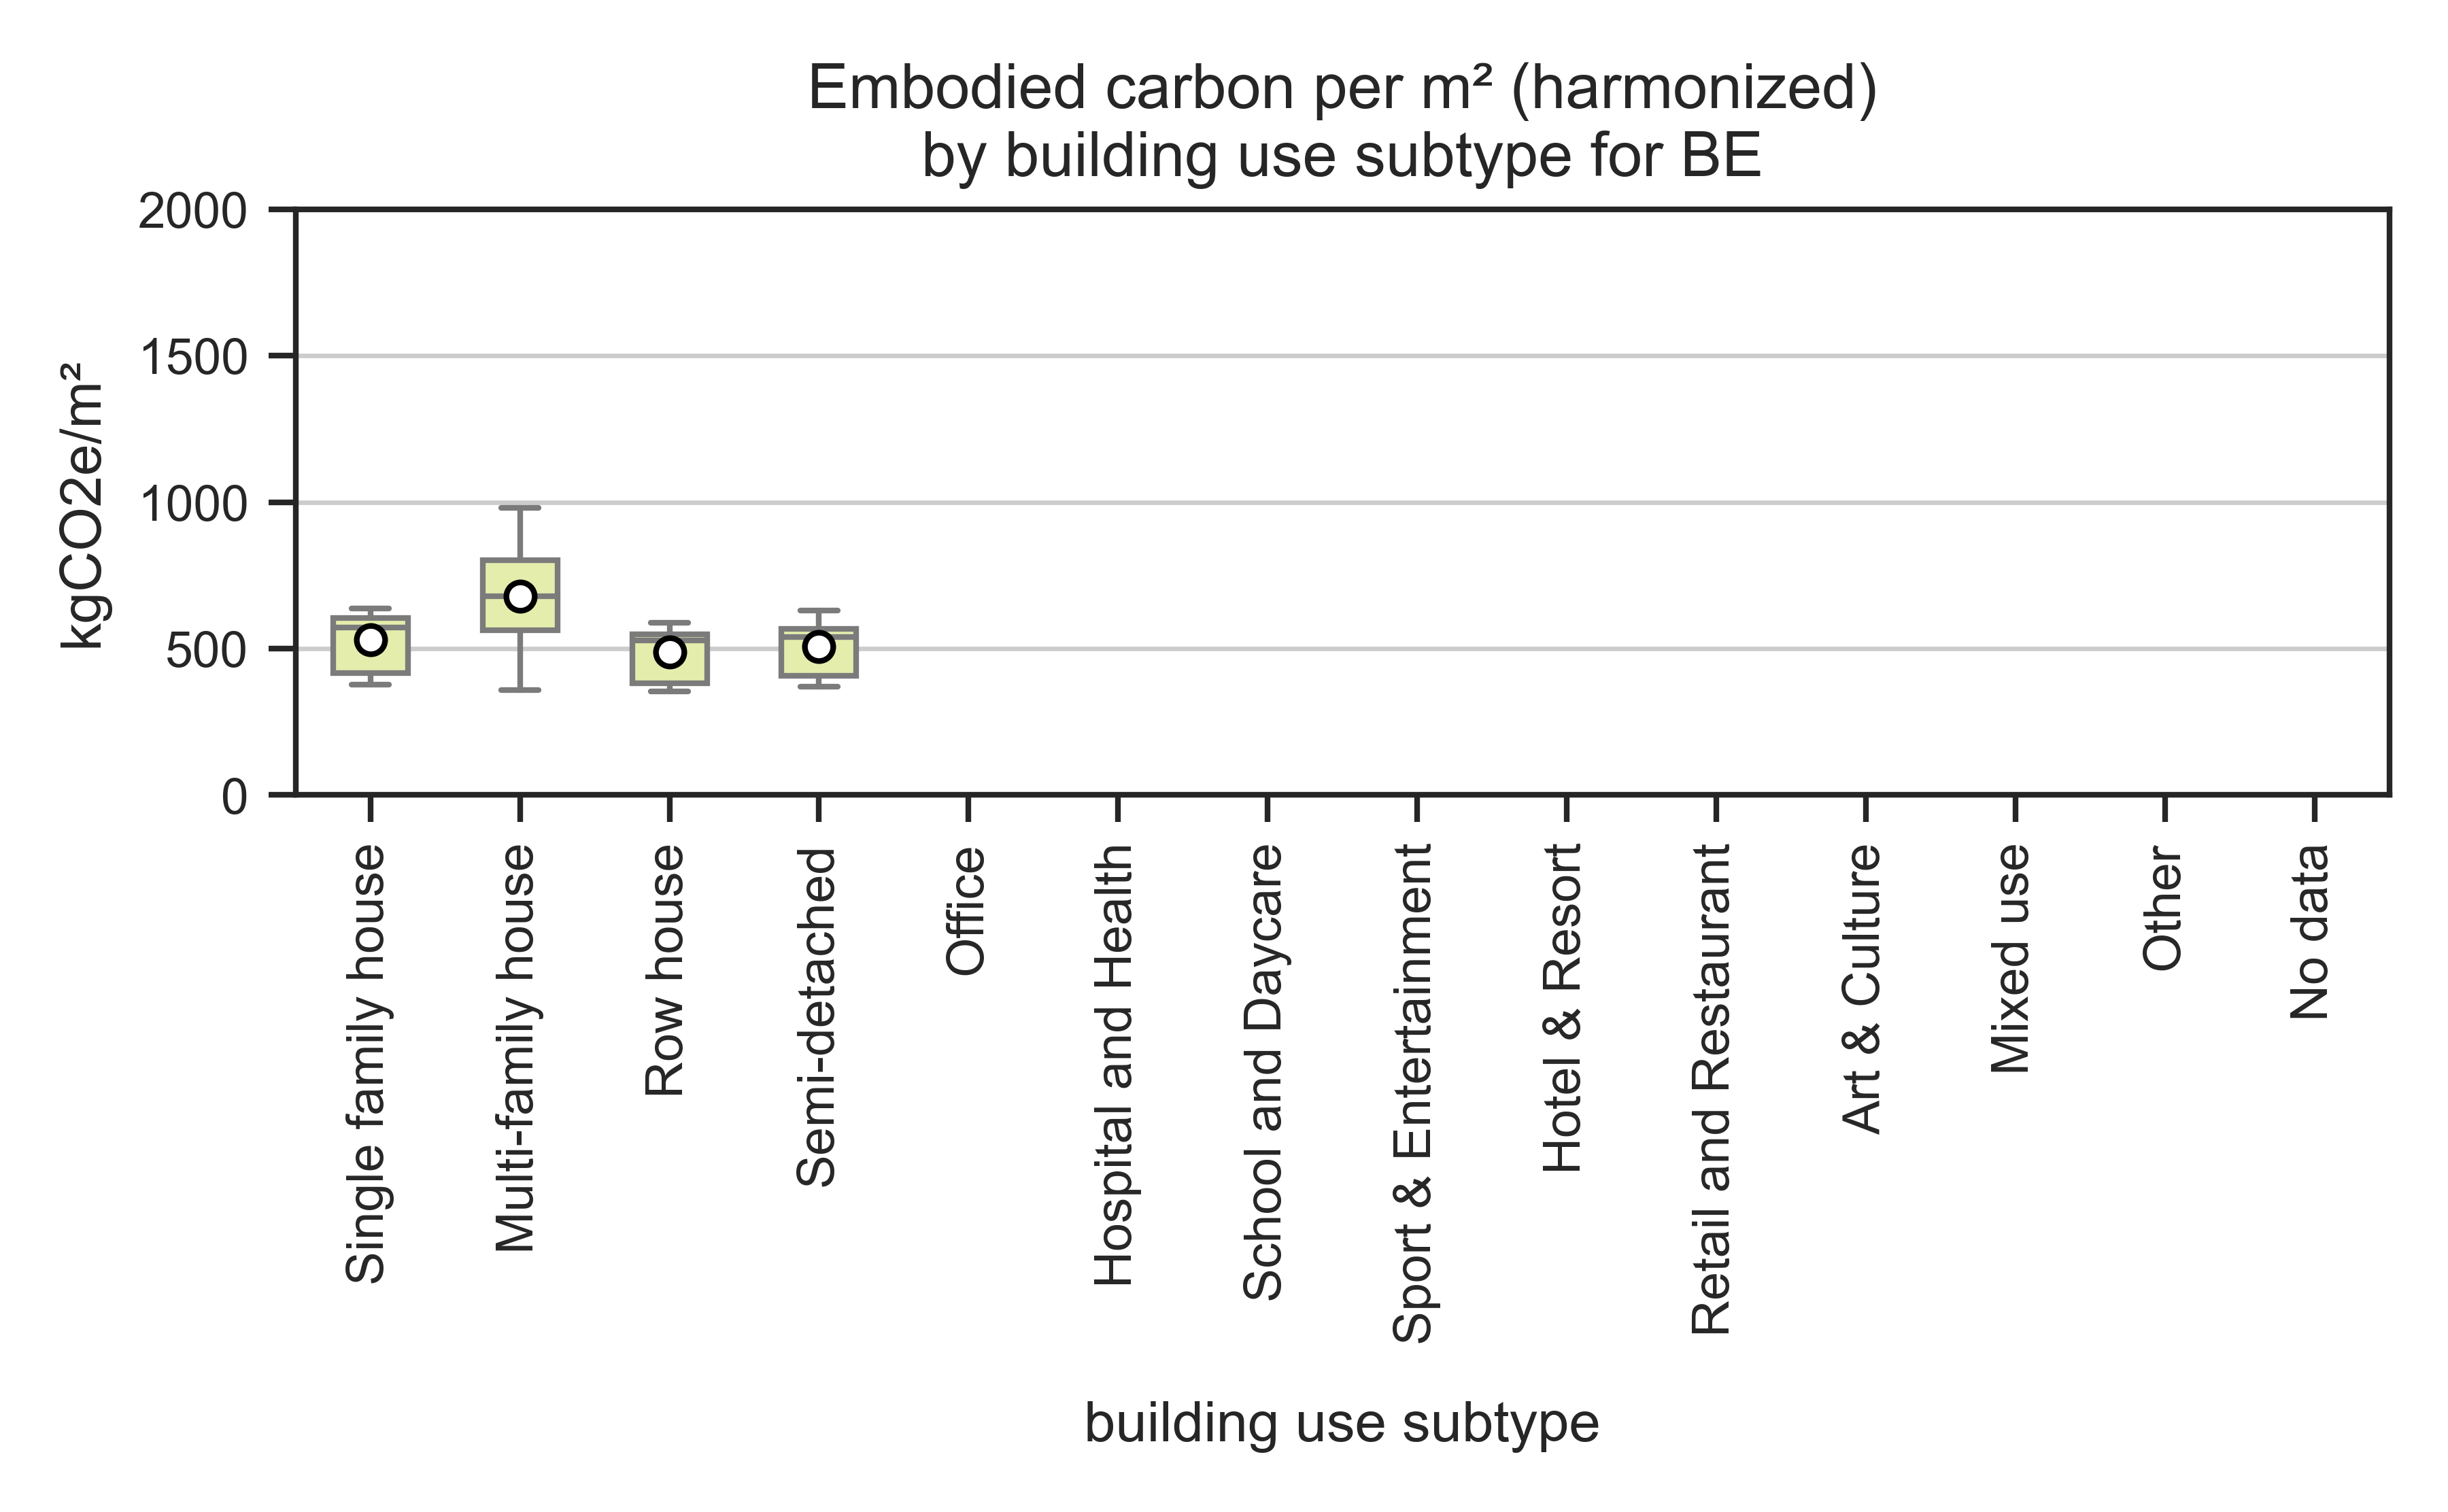 Embodied carbon per m² (harmonized)
by building use subtype for BE
kgCO2e/m²
2000
1500
1000
500
0
Single family house
Multi-family house
Row house
Semi-detached
Office
Hospital and Health
School and Daycare
Sport & Entertainment
Hotel & Resort
Retail and Restaurant
Art & Culture
Mixed use
Other
No data
building use subtype